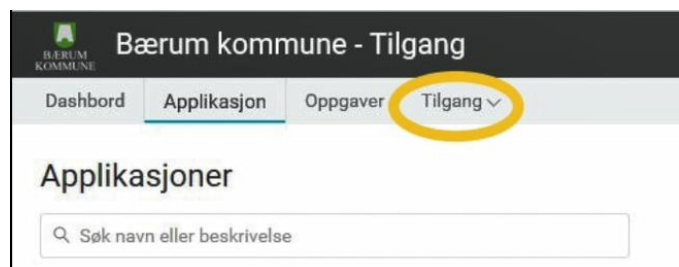 BÆRUM
KOMMUNE
Bærum kommune - Tilgang
Dashbord Applikasjon Oppgaver Tilgang
Applikasjoner
Søk navn eller beskrivelse